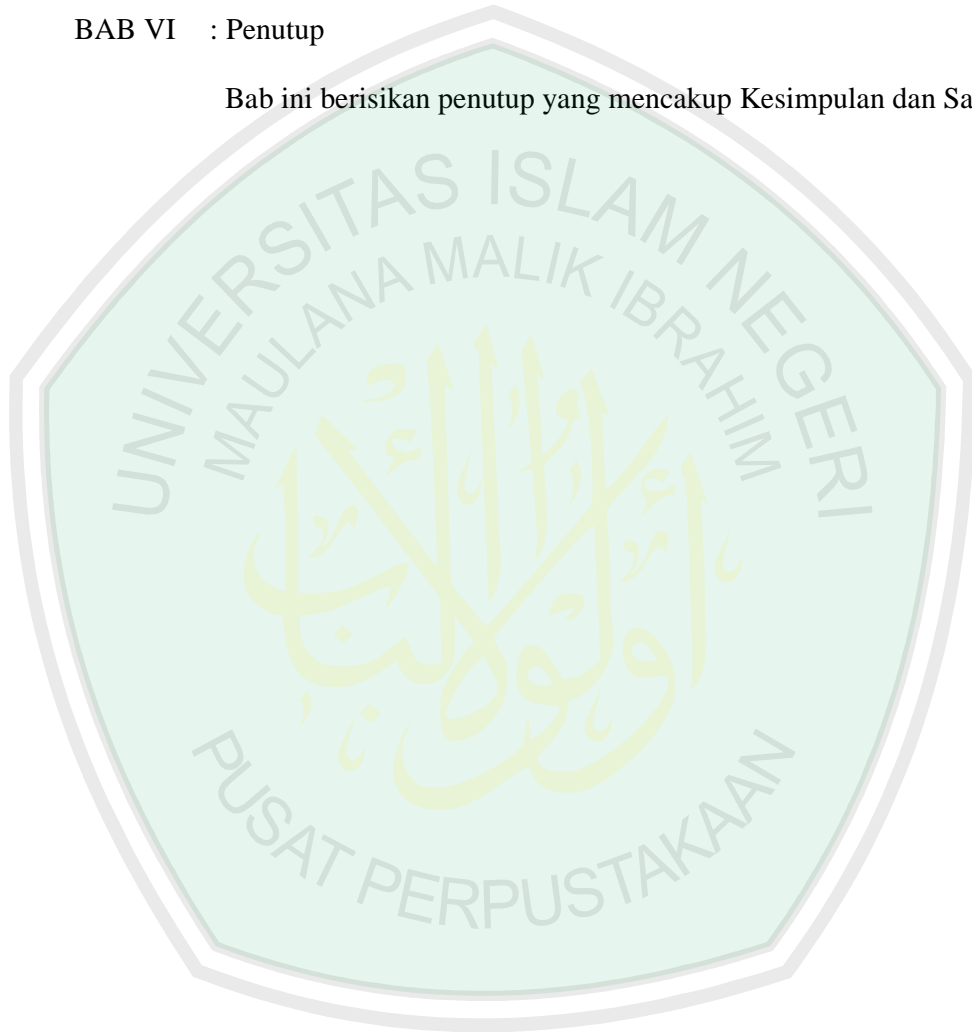 BAB VI : Penutup
Bab ini berisikan penutup yang mencakup Kesimpulan dan Sa
UNIVERSITAS ISLAM NEGERI
MAULANA MALIK IBRAHIM
PUSAT PERPUSTAKAAN